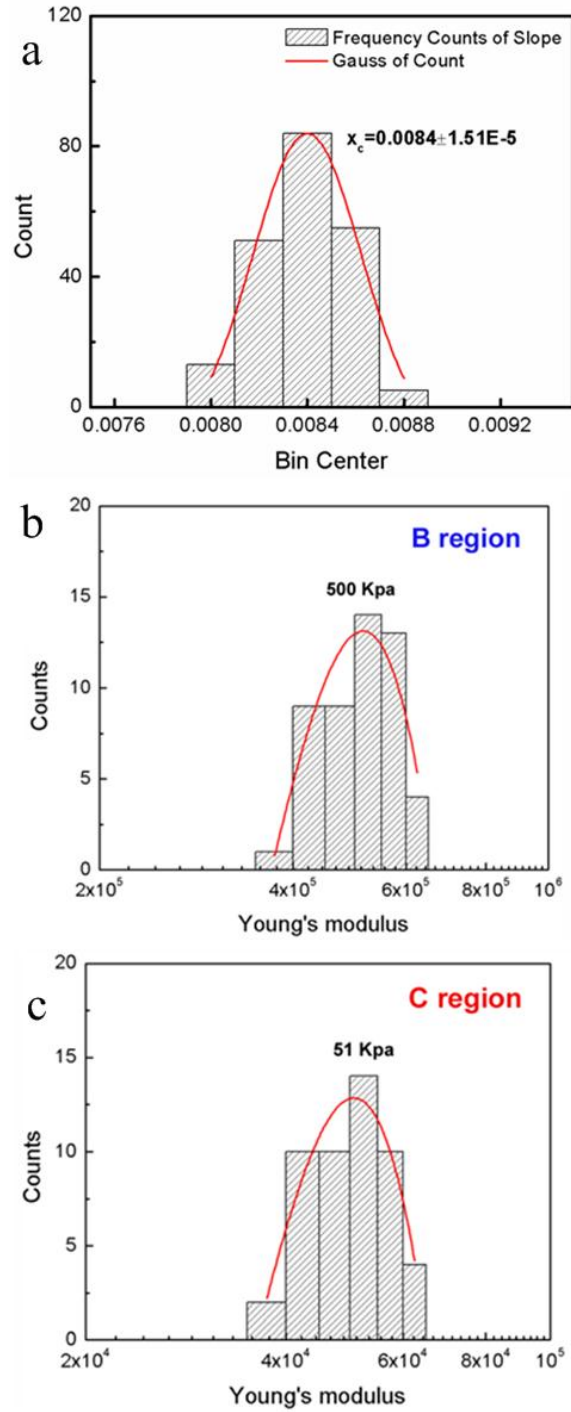 a
120
80
40
0
Count
Frequency Counts of Slope
Gauss of Count
x_c=0.0084±1.51E-5
0.0076 0.0080 0.0084 0.0088 0.0092
Bin Center
b
20
15
10
5
0
Counts
B region
500 Kpa
2x10^5 4x10^5 6x10^5 8x10^5 10^6
Young's modulus
c
20
15
10
5
0
Counts
C region
51 Kpa
2x10^4 4x10^4 6x10^4 8x10^4 10^5
Young's modulus